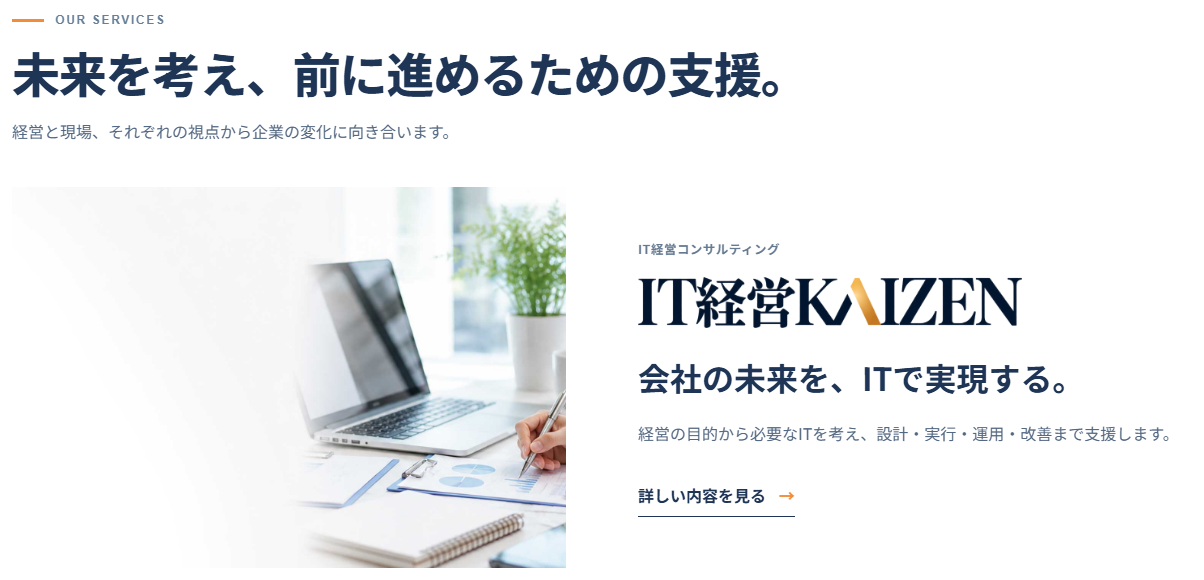 OUR SERVICES
未来を考え、前に進めるための支援。
経営と現場、それぞれの視点から企業の変化に向き合います。
IT経営コンサルティング
IT経営KAIZEN
会社の未来を、ITで実現する。
経営の目的から必要なITを考え、設計・実行・運用・改善まで支援します。
詳しい内容を見る →